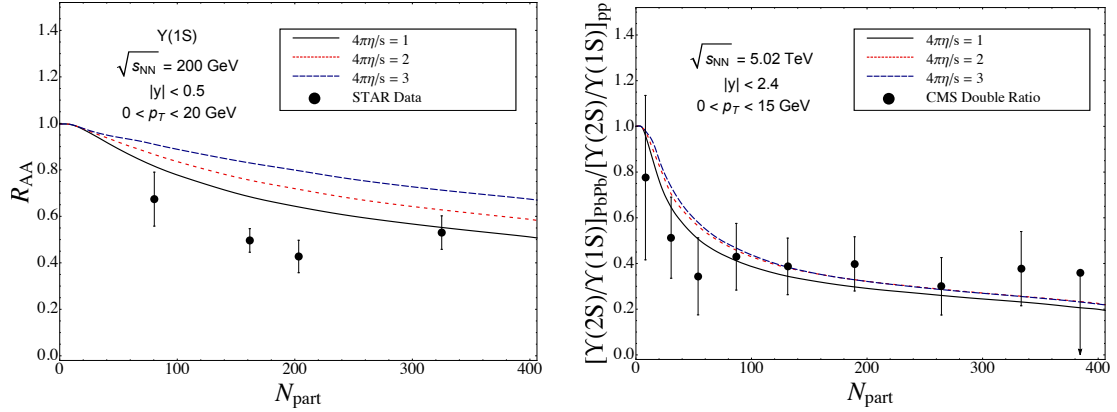 ϒ(1S)
√sNN = 200 GeV
|y| < 0.5
0 < pT < 20 GeV
4πη/s = 1
4πη/s = 2
4πη/s = 3
STAR Data
1.4
1.2
1.0
0.8
0.6
0.4
0.2
0.0
RAA
0 100 200 300 400
Npart
√sNN = 5.02 TeV
|y| < 2.4
0 < pT < 15 GeV
4πη/s = 1
4πη/s = 2
4πη/s = 3
CMS Double Ratio
1.4
1.2
1.0
0.8
0.6
0.4
0.2
0.0
[ϒ(2S)/ϒ(1S)]PbPb/[ϒ(2S)/ϒ(1S)]pp
0 100 200 300 400
Npart